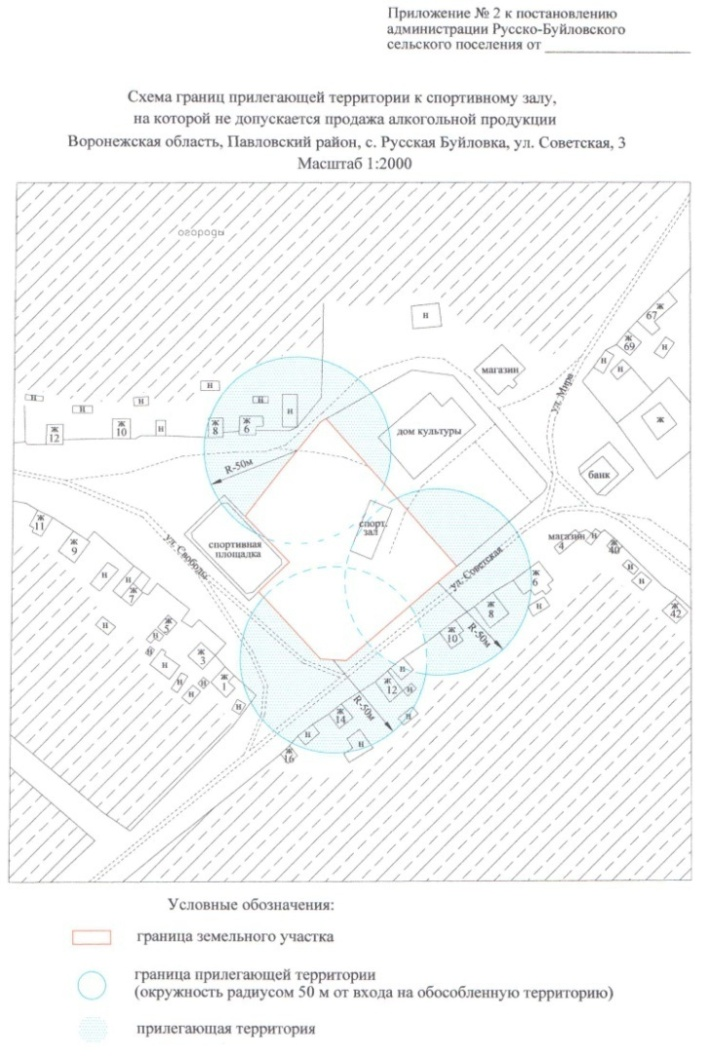 Приложение № 2 к постановлению
администрации Русско-Буйловского
сельского поселения от
Схема границ прилегающей территории к спортивному залу,
на которой не допускается продажа алкогольной продукции
Воронежская область, Павловский район, с. Русская Буйловка, ул. Советская, 3
Масштаб 1:2000
огороды
н
ж
67
ж
69
н
н
н
магазин
ул. Мира
ж
н
н
н
н
н
н
ж
12
ж
10
н
ж
8
ж
6
дом культуры
R-50м
банк
ж
11
ж
9
ул. Свободы
спортивная
площадка
спорт.
зал
ул. Советская
магазин
4
н
ж
40
н
н
ж
42
н
н
ж
7
н
ж
5
н
н
н
ж
3
н
н
н
ж
1
н
ж
6
н
ж
8
ж
10
R-50м
н
ж
12
н
н
R-50м
ж
14
н
н
ж
16
Условные обозначения:
граница земельного участка
граница прилегающей территории
(окружность радиусом 50 м от входа на обособленную территорию)
прилегающая территория